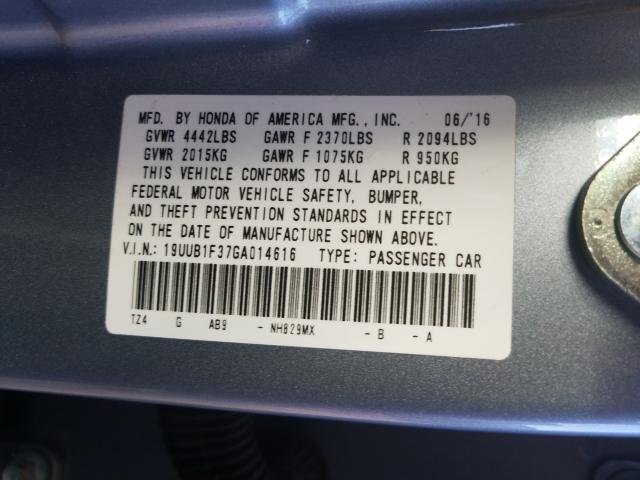 MFD. BY HONDA OF AMERICA MFG.,INC. 06/'16
GVWR 4442LBS GAWR F 2370LBS R 2094LBS
GVWR 2015KG GAWR F 1075KG R 950KG
THIS VEHICLE CONFORMS TO ALL APPLICABLE
FEDERAL MOTOR VEHICLE SAFETY, BUMPER,
AND THEFT PREVENTION STANDARDS IN EFFECT
ON THE DATE OF MANUFACTURE SHOWN ABOVE.
V.I.N.: 19UUB1F37GA014616 TYPE: PASSENGER CAR
TZ4 G AB9 - NH829MX - B - A